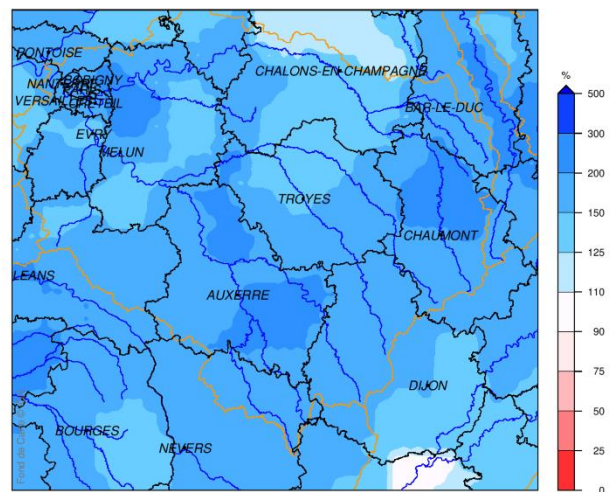 PONTOISE
BOBIGNY
NANTERRE
PARIS
VERSAILLES
CRETEIL
EVRY
MELUN
CHALONS-EN-CHAMPAGNE
BAR-LE-DUC
TROYES
CHAUMONT
LEANS
AUXERRE
DIJON
BOURGES
NEVERS
%
500
300
200
150
125
110
90
75
50
25
0